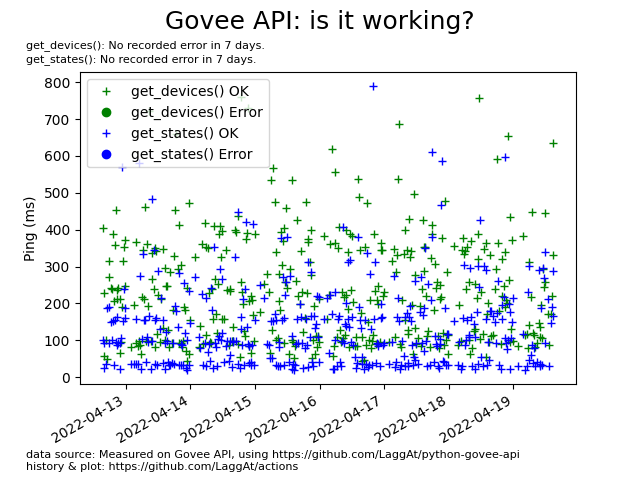 Govee API: is it working?
get_devices(): No recorded error in 7 days.
get_states(): No recorded error in 7 days.
get_devices() OK
get_devices() Error
get_states() OK
get_states() Error
Ping (ms)
800
700
600
500
400
300
200
100
0
2022-04-13
2022-04-14
2022-04-15
2022-04-16
2022-04-17
2022-04-18
2022-04-19
data source: Measured on Govee API, using https://github.com/LaggAt/python-govee-api
history & plot: https://github.com/LaggAt/actions